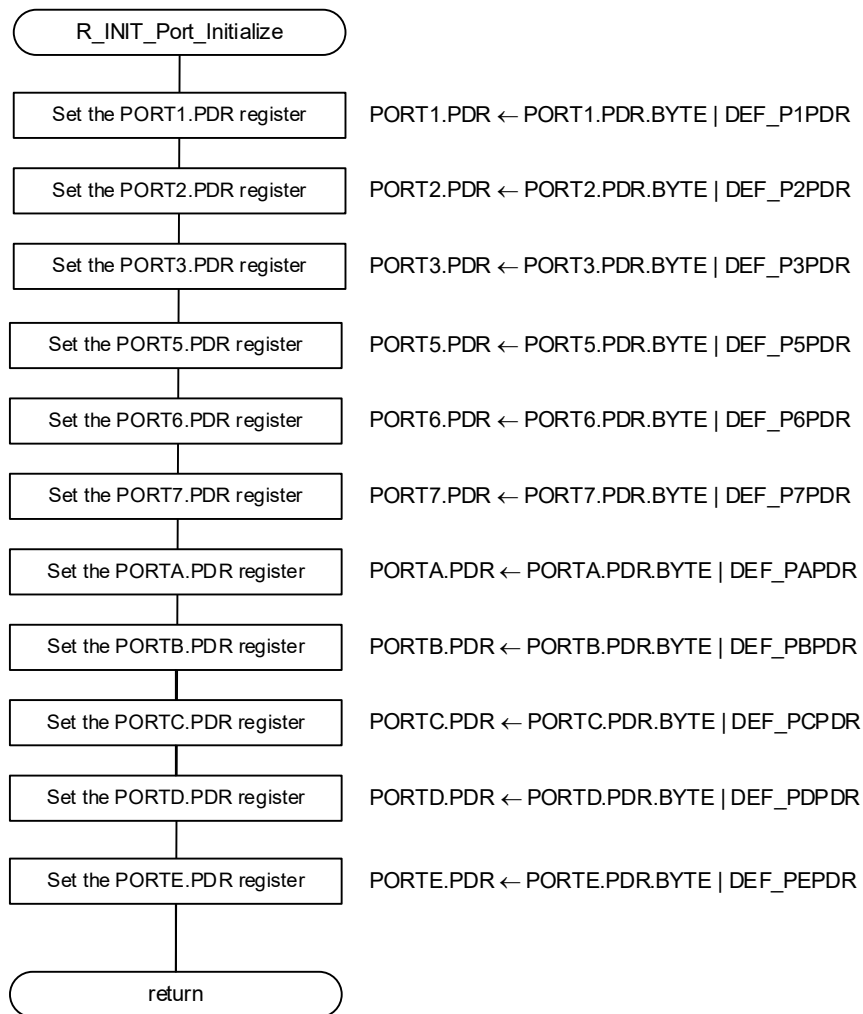 R_INIT_Port_Initialize
Set the PORT1.PDR register PORT1.PDR ← PORT1.PDR.BYTE | DEF_P1PDR
Set the PORT2.PDR register PORT2.PDR ← PORT2.PDR.BYTE | DEF_P2PDR
Set the PORT3.PDR register PORT3.PDR ← PORT3.PDR.BYTE | DEF_P3PDR
Set the PORT5.PDR register PORT5.PDR ← PORT5.PDR.BYTE | DEF_P5PDR
Set the PORT6.PDR register PORT6.PDR ← PORT6.PDR.BYTE | DEF_P6PDR
Set the PORT7.PDR register PORT7.PDR ← PORT7.PDR.BYTE | DEF_P7PDR
Set the PORTA.PDR register PORTA.PDR ← PORTA.PDR.BYTE | DEF_PAPDR
Set the PORTB.PDR register PORTB.PDR ← PORTB.PDR.BYTE | DEF_PBPDR
Set the PORTC.PDR register PORTC.PDR ← PORTC.PDR.BYTE | DEF_PCPDR
Set the PORTD.PDR register PORTD.PDR ← PORTD.PDR.BYTE | DEF_PDPDR
Set the PORTE.PDR register PORTE.PDR ← PORTE.PDR.BYTE | DEF_PEPDR
return